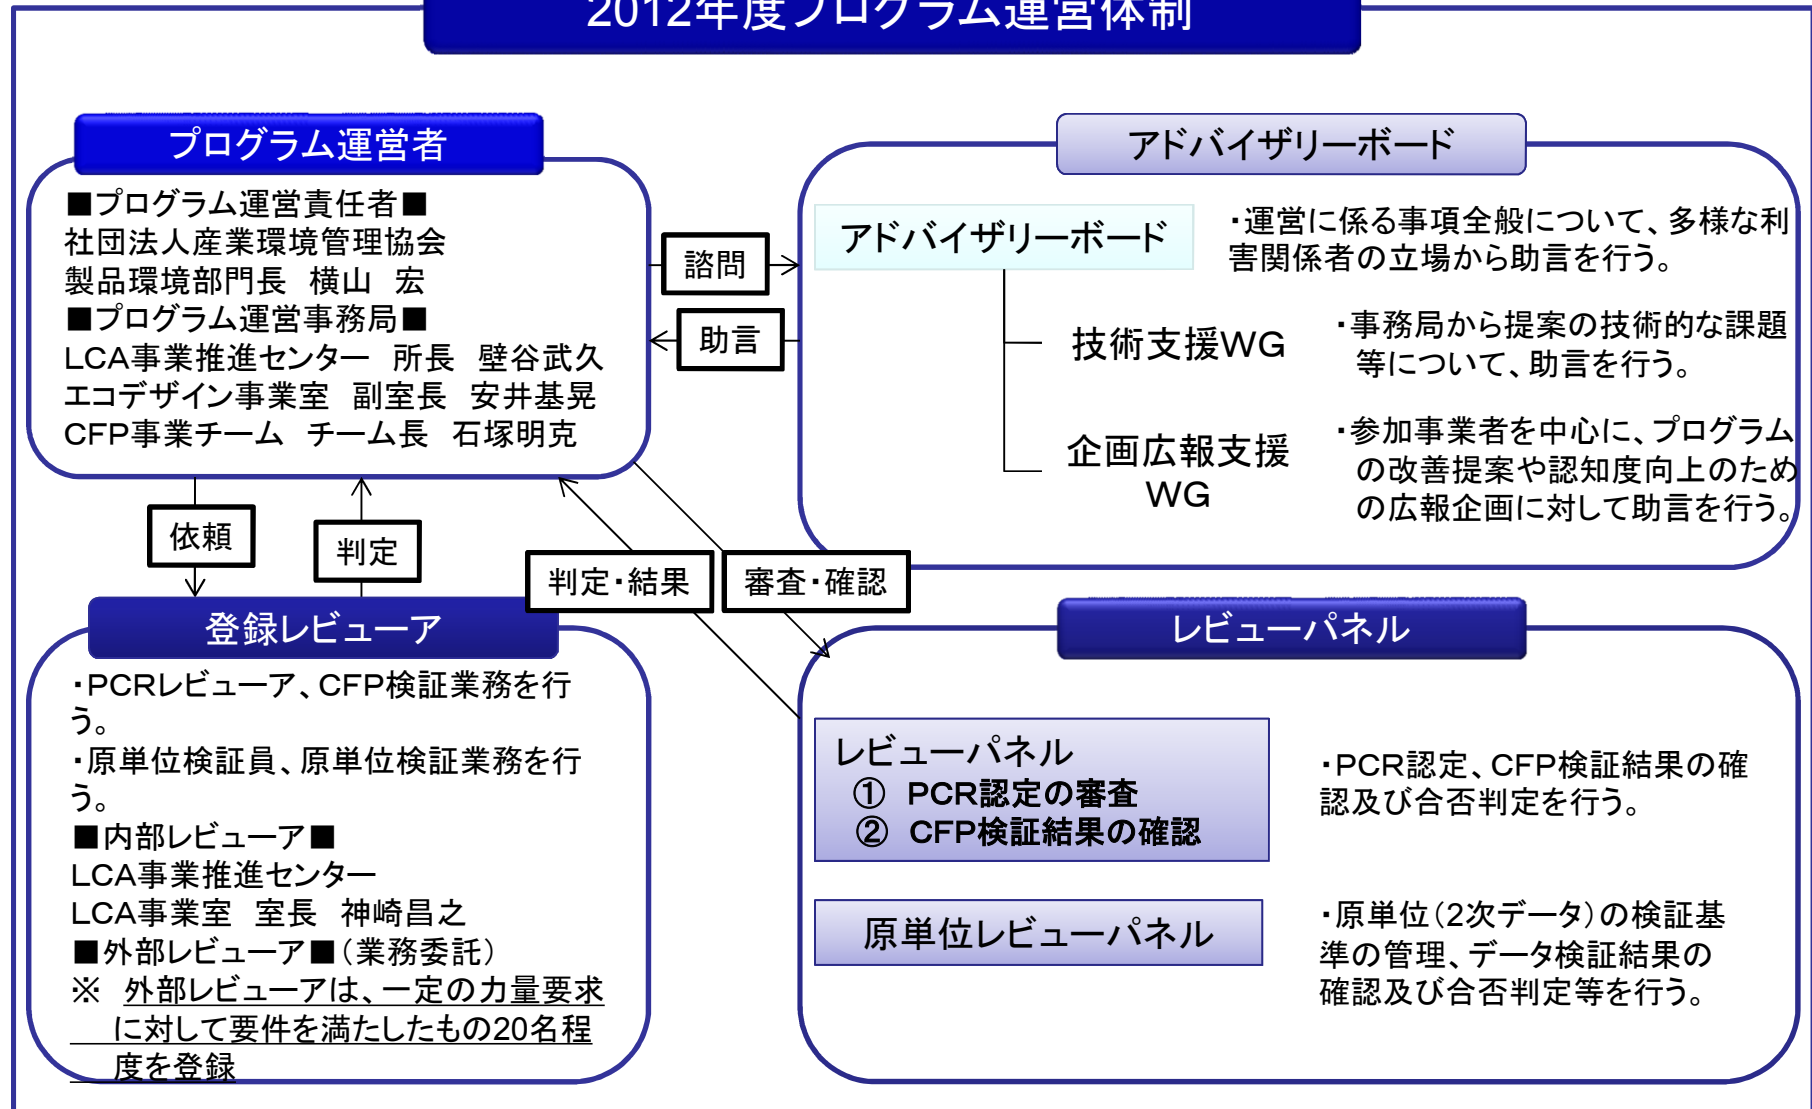 2012年度プログラム運営体制
プログラム運営者
■プログラム運営責任者■
社団法人産業環境管理協会
製品環境部門長　横山　宏
■プログラム運営事務局■
LCA事業推進センター　所長　壁谷武久
エコデザイン事業室　副室長　安井基晃
CFP事業チーム　チーム長　石塚明克
諮問
助言
アドバイザリーボード
アドバイザリーボード
・運営に係る事項全般について、多様な利
害関係者の立場から助言を行う。
技術支援WG
・事務局から提案の技術的な課題
等について、助言を行う。
企画広報支援
WG
・参加事業者を中心に、プログラム
の改善提案や認知度向上のため
の広報企画に対して助言を行う。
依頼
判定
判定・結果
審査・確認
登録レビューア
・PCRレビューア、CFP検証業務を行
う。
・原単位検証員、原単位検証業務を行
う。
■内部レビューア■
LCA事業推進センター
LCA事業室　室長　神崎昌之
■外部レビューア■（業務委託）
※　外部レビューアは、一定の力量要求
に対して要件を満たしたもの20名程
度を登録
レビューパネル
レビューパネル
①　PCR認定の審査
②　CFP検証結果の確認
・PCR認定、CFP検証結果の確
認及び合否判定を行う。
原単位レビューパネル
・原単位（2次データ）の検証基
準の管理、データ検証結果の
確認及び合否判定等を行う。